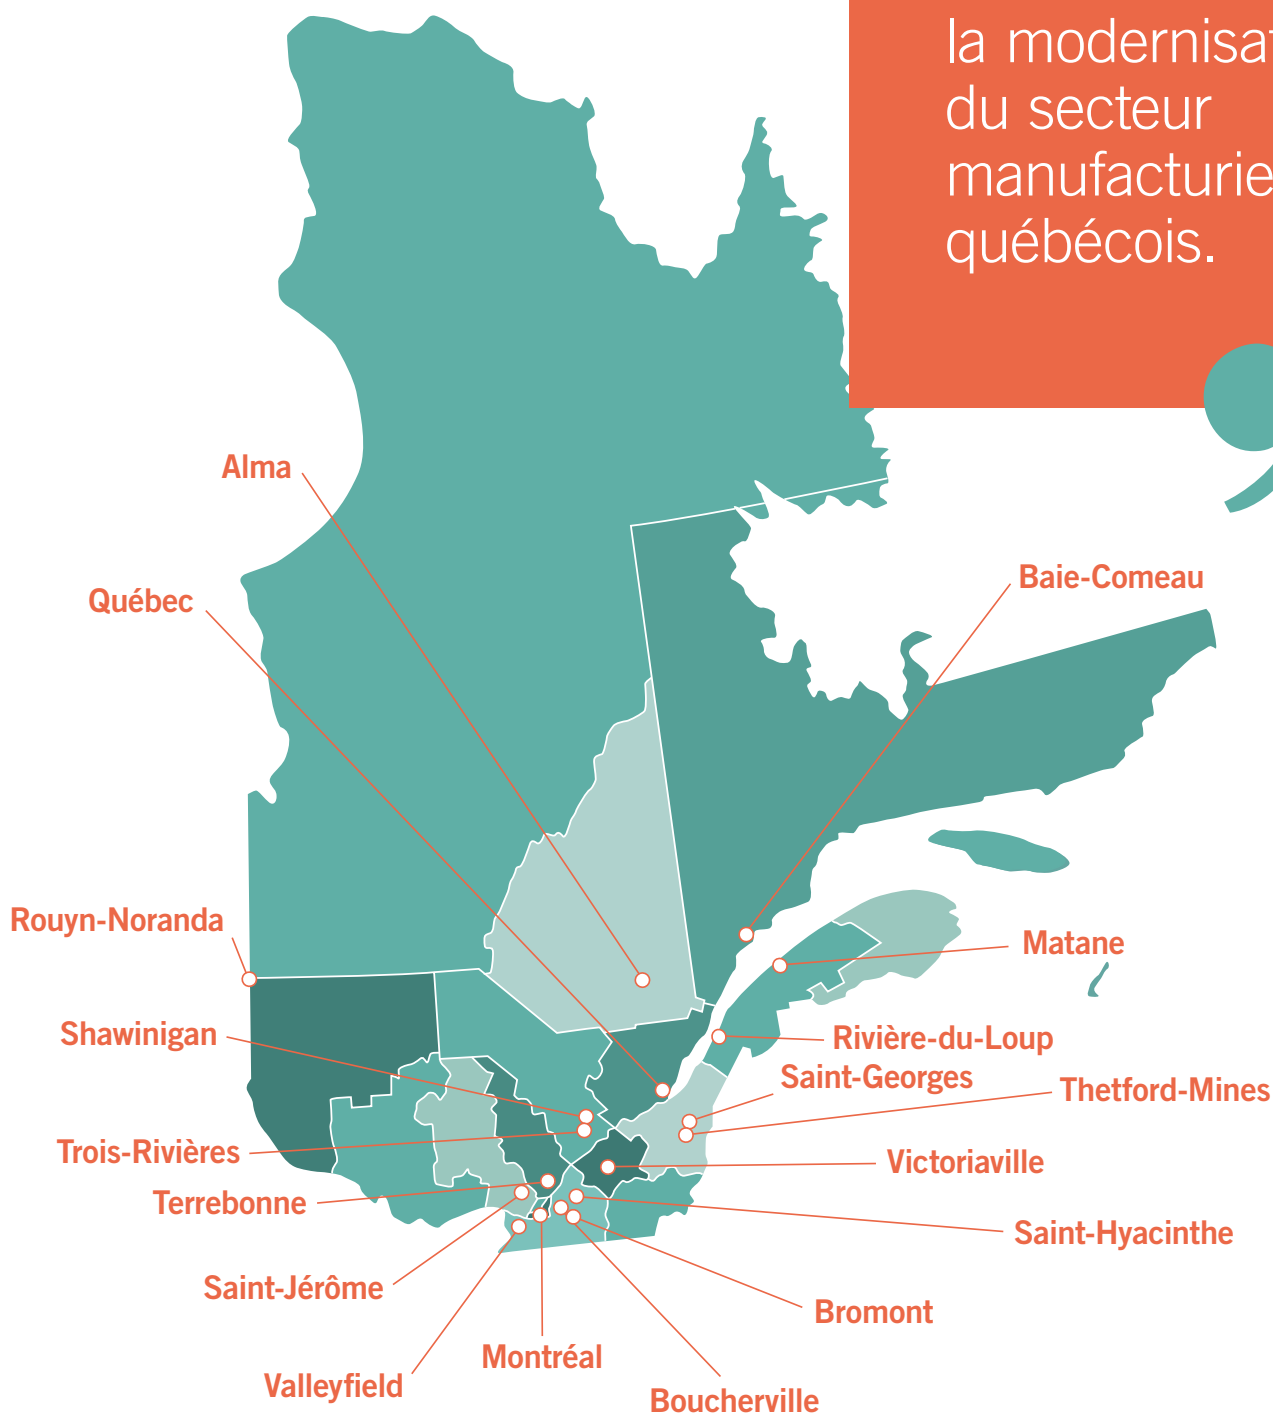 la modernisat
du secteur
manufacturie
québécois.
Alma
Québec
Baie-Comeau
Rouyn-Noranda
Matane
Shawinigan
Rivière-du-Loup
Saint-Georges
Thetford-Mines
Trois-Rivières
Victoriaville
Terrebonne
Saint-Hyacinthe
Saint-Jérôme
Bromont
Montréal
Valleyfield
Boucherville